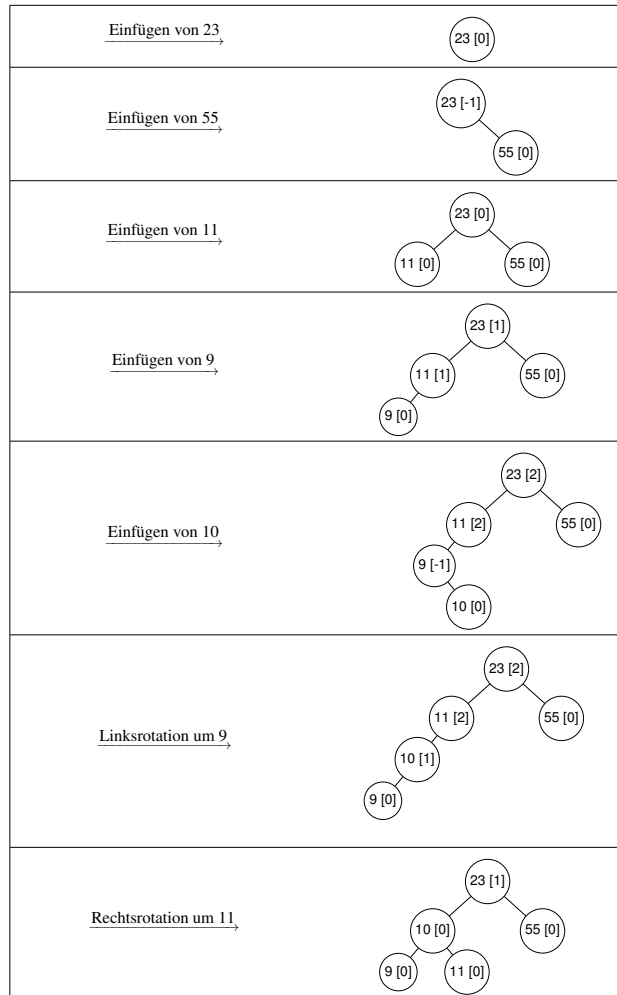 Einfügen von 23
23 [0]
Einfügen von 55
23 [-1]
55 [0]
Einfügen von 11
23 [0]
11 [0] 55 [0]
Einfügen von 9
23 [1]
11 [1] 55 [0]
9 [0]
Einfügen von 10
23 [2]
11 [2] 55 [0]
9 [-1]
10 [0]
Linksrotation um 9
23 [2]
11 [2] 55 [0]
10 [1]
9 [0]
Rechtsrotation um 11
23 [1]
10 [0] 55 [0]
9 [0] 11 [0]